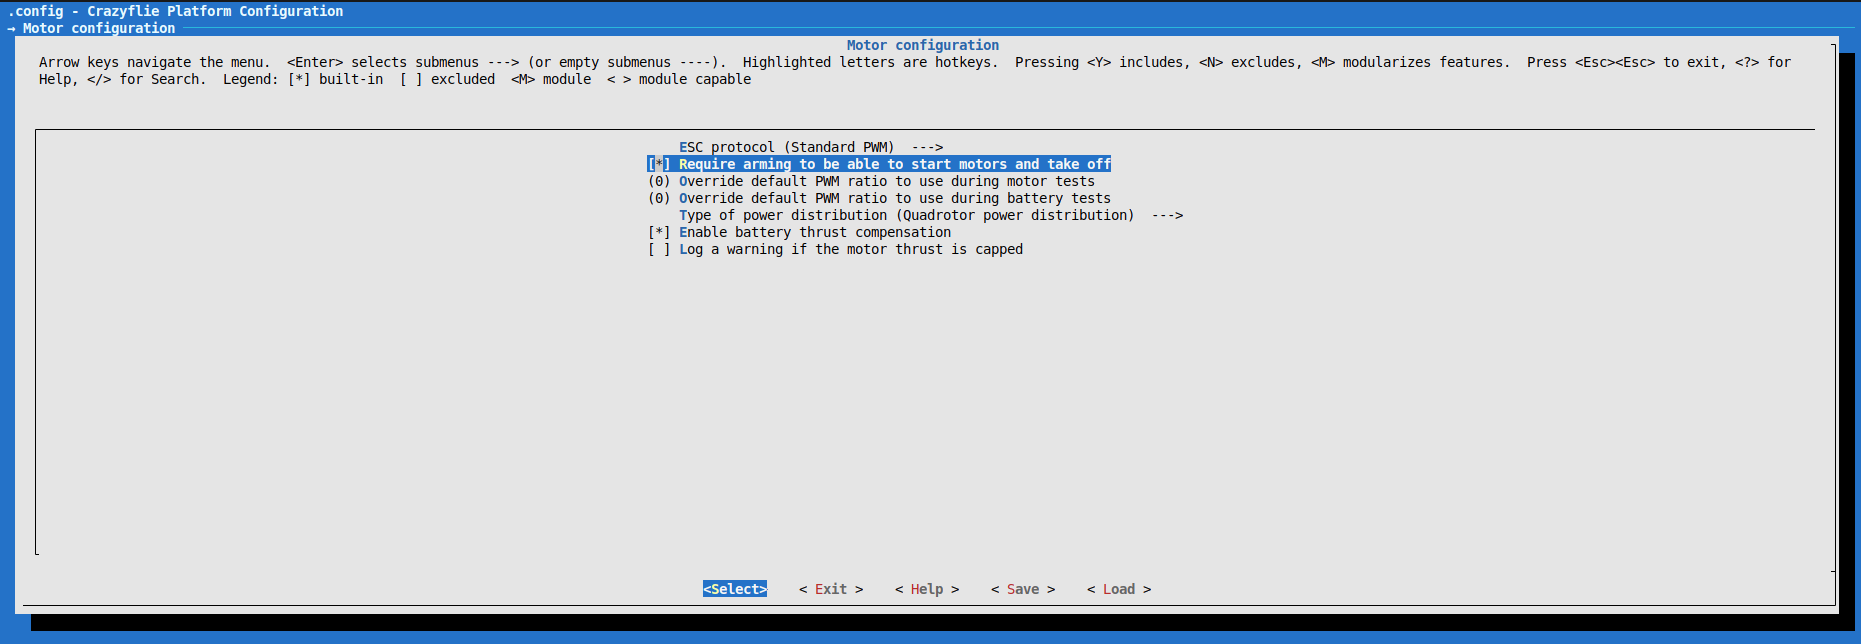 .config - Crazyflie Platform Configuration
→ Motor configuration
Motor configuration
Arrow keys navigate the menu.  <Enter> selects submenus ---> (or empty submenus ----).  Highlighted letters are hotkeys.  Pressing <Y> includes, <N> excludes, <M> modularizes features.  Press <Esc><Esc> to exit, <?> for
Help, </> for Search.  Legend: [*] built-in  [ ] excluded  <M> module  < > module capable
ESC protocol (Standard PWM)  --->
[*] Require arming to be able to start motors and take off
(0) Override default PWM ratio to use during motor tests
(0) Override default PWM ratio to use during battery tests
Type of power distribution (Quadrotor power distribution)  --->
[*] Enable battery thrust compensation
[ ] Log a warning if the motor thrust is capped
<Select>    < Exit >    < Help >    < Save >    < Load >